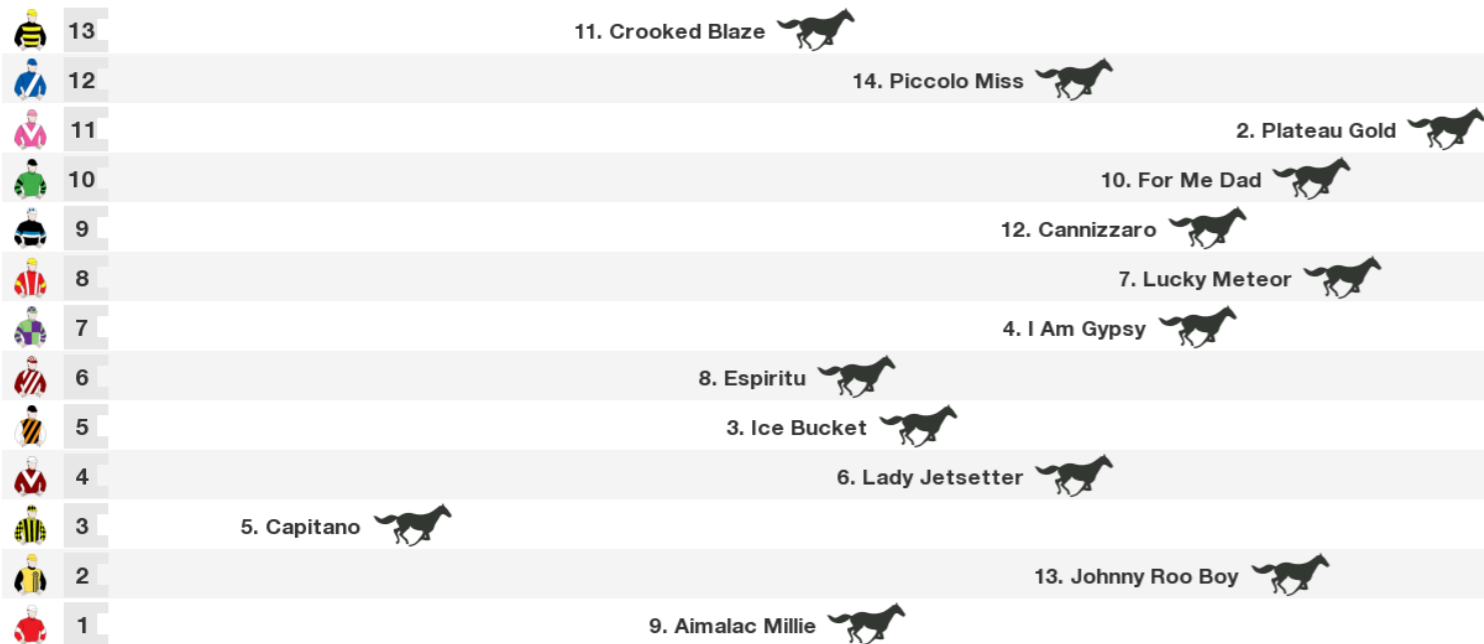 13 11. Crooked Blaze
12 14. Piccolo Miss
11 2. Plateau Gold
10 10. For Me Dad
9 12. Cannizzaro
8 7. Lucky Meteor
7 4. I Am Gypsy
6 8. Espiritu
5 3. Ice Bucket
4 6. Lady Jetsetter
3 5. Capitano
2 13. Johnny Roo Boy
1 9. Aimalac Millie